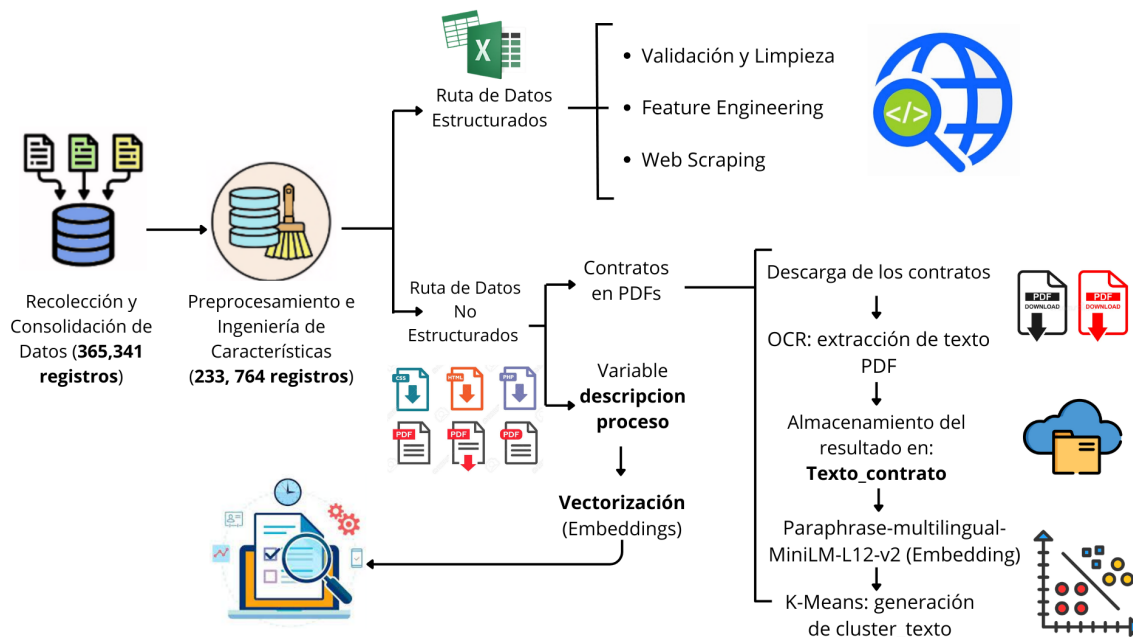 Recolección y
Consolidación de
Datos (365,341
registros)
Preprocesamiento e
Ingeniería de
Características
(233, 764 registros)
X
Ruta de Datos
Estructurados
• Validación y Limpieza
• Feature Engineering
• Web Scraping
</>
Ruta de Datos
No
Estructurados
CSS
HTML
PHP
PDF
PDF
PDF
Contratos
en PDFs
Variable
descripcion
proceso
Vectorización
(Embeddings)
Descarga de los contratos
PDF
DOWNLOAD
PDF
DOWNLOAD
OCR: extracción de texto
PDF
Almacenamiento del
resultado en:
Texto_contrato
Paraphrase-multilingual-
MiniLM-L12-v2 (Embedding)
K-Means: generación
de cluster_texto